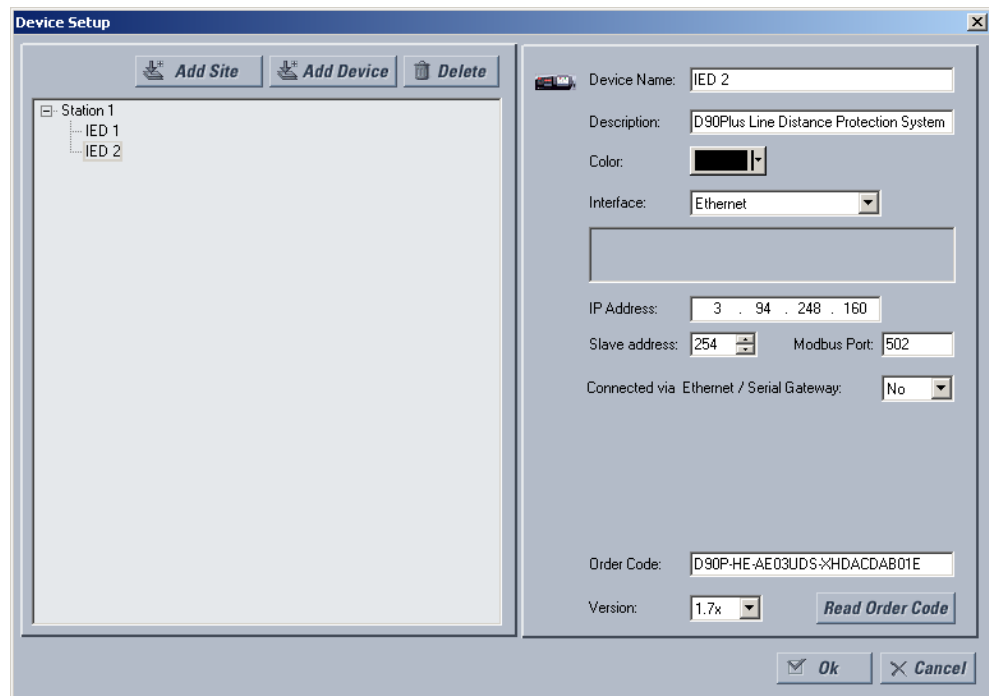 Device Setup
Add Site
Add Device
Delete
Station 1
IED 1
IED 2
Device Name: IED 2
Description: D90Plus Line Distance Protection System
Color:
Interface: Ethernet
IP Address: 3 . 94 . 248 . 160
Slave address: 254 Modbus Port: 502
Connected via Ethernet / Serial Gateway: No
Order Code: D90P-HE-AE03UDS-XHDACDAB01E
Version: 1.7x Read Order Code
Ok Cancel